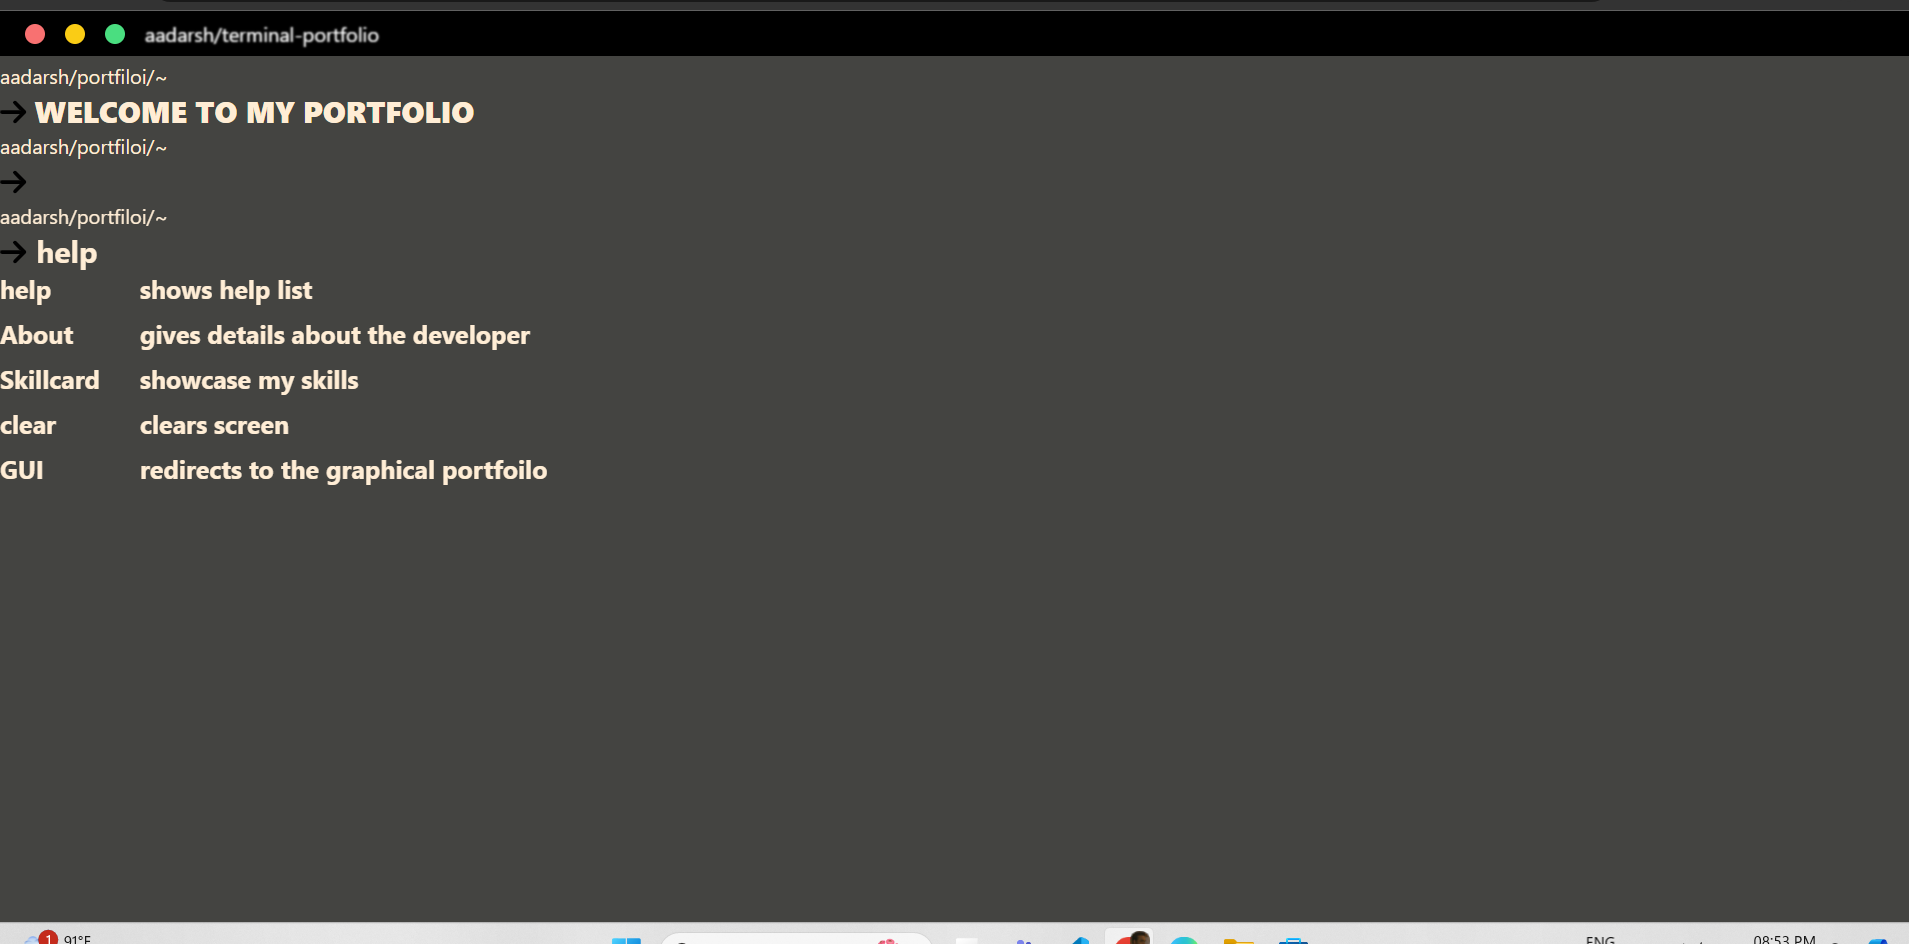 aadarsh/terminal-portfolio
aadarsh/portfiloi/~
→ WELCOME TO MY PORTFOLIO
aadarsh/portfiloi/~
→
aadarsh/portfiloi/~
→ help
help shows help list
About gives details about the developer
Skillcard showcase my skills
clear clears screen
GUI redirects to the graphical portfoilo
1 91°F ENG 08:53 PM